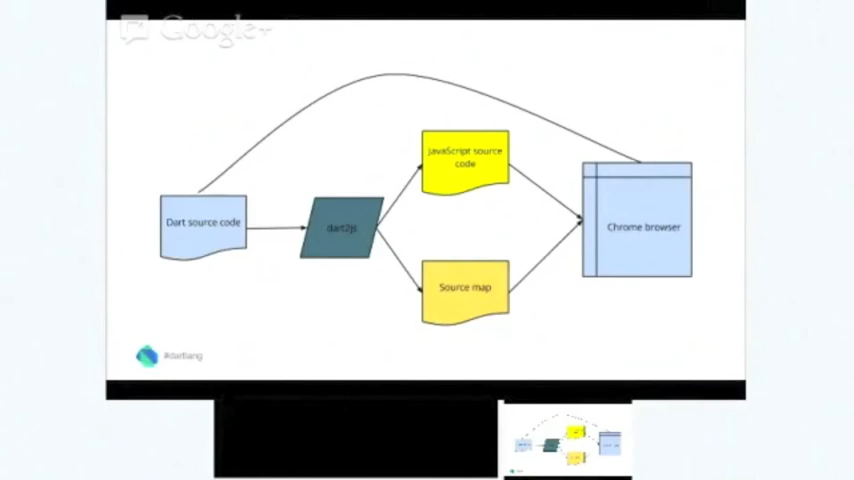 Google+
JavaScript source
code
Dart source code
dart2js
Chrome browser
Source map
#dartlang